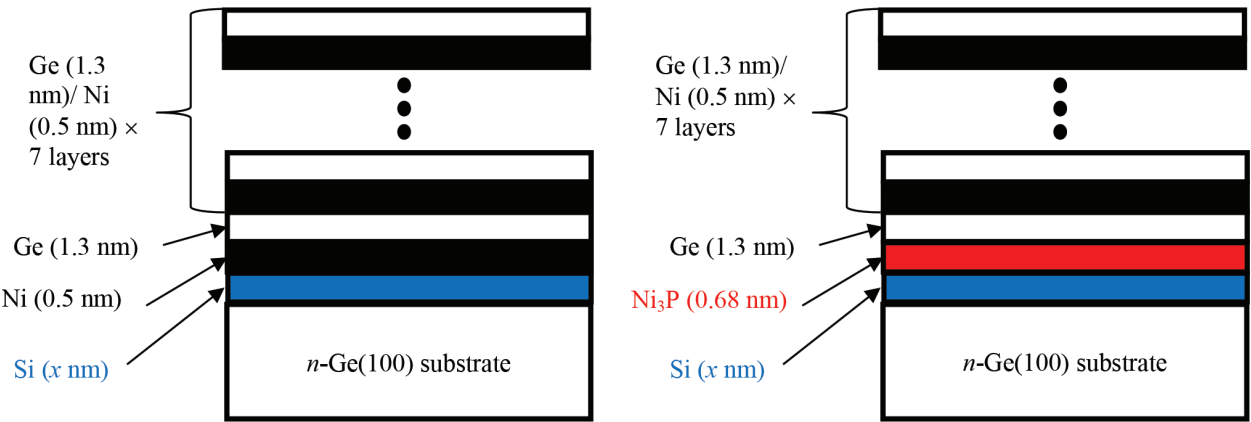 Ge (1.3
nm)/ Ni
(0.5 nm) ×
7 layers
Ge (1.3 nm)
Ni (0.5 nm)
Si (x nm)
n-Ge(100) substrate
Ge (1.3 nm)/
Ni (0.5 nm) ×
7 layers
Ge (1.3 nm)
Ni₃P (0.68 nm)
Si (x nm)
n-Ge(100) substrate